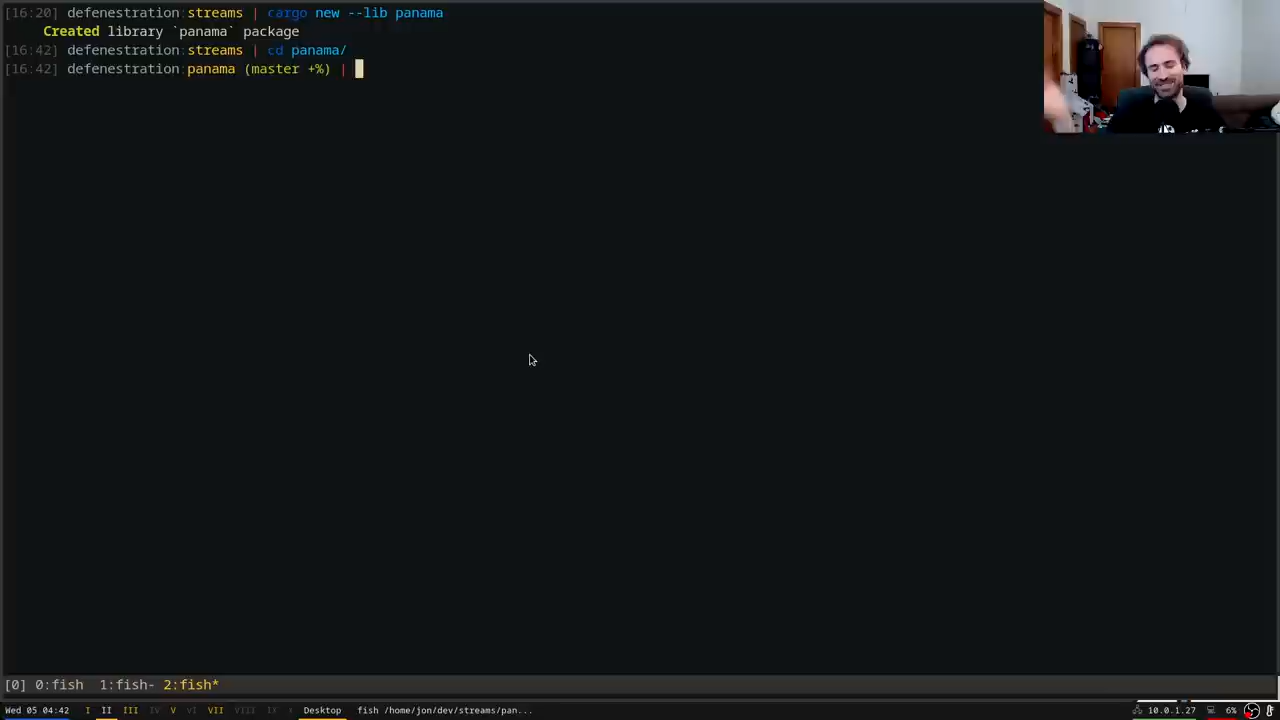 [16:20] defenestration:streams | cargo new --lib panama
Created library `panama` package
[16:42] defenestration:streams | cd panama/
[16:42] defenestration:panama (master +%) |
[0] 0:fish 1:fish- 2:fish*
Wed 05 04:42 I II III IV V VI VII VIII IX X Desktop fish /home/jon/dev/streams/pan... 10.0.1.27 6%